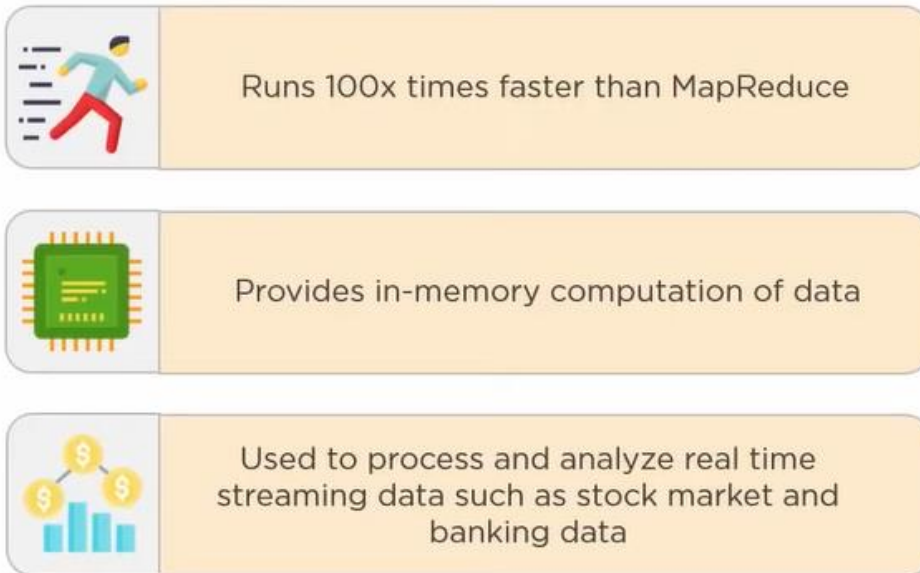 Runs 100x times faster than MapReduce
Provides in-memory computation of data
Used to process and analyze real time
streaming data such as stock market and
banking data